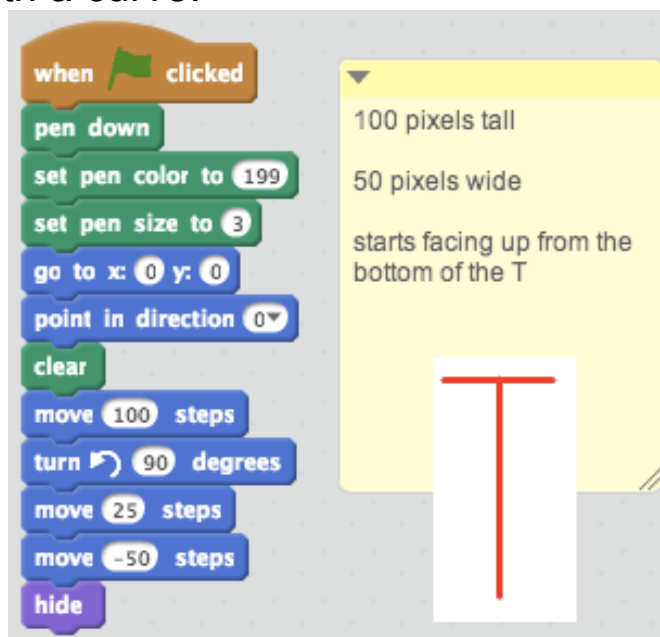 when clicked
pen down
set pen color to 199
set pen size to 3
go to x: 0 y: 0
point in direction 0
clear
move 100 steps
turn 90 degrees
move 25 steps
move -50 steps
hide
100 pixels tall
50 pixels wide
starts facing up from the
bottom of the T